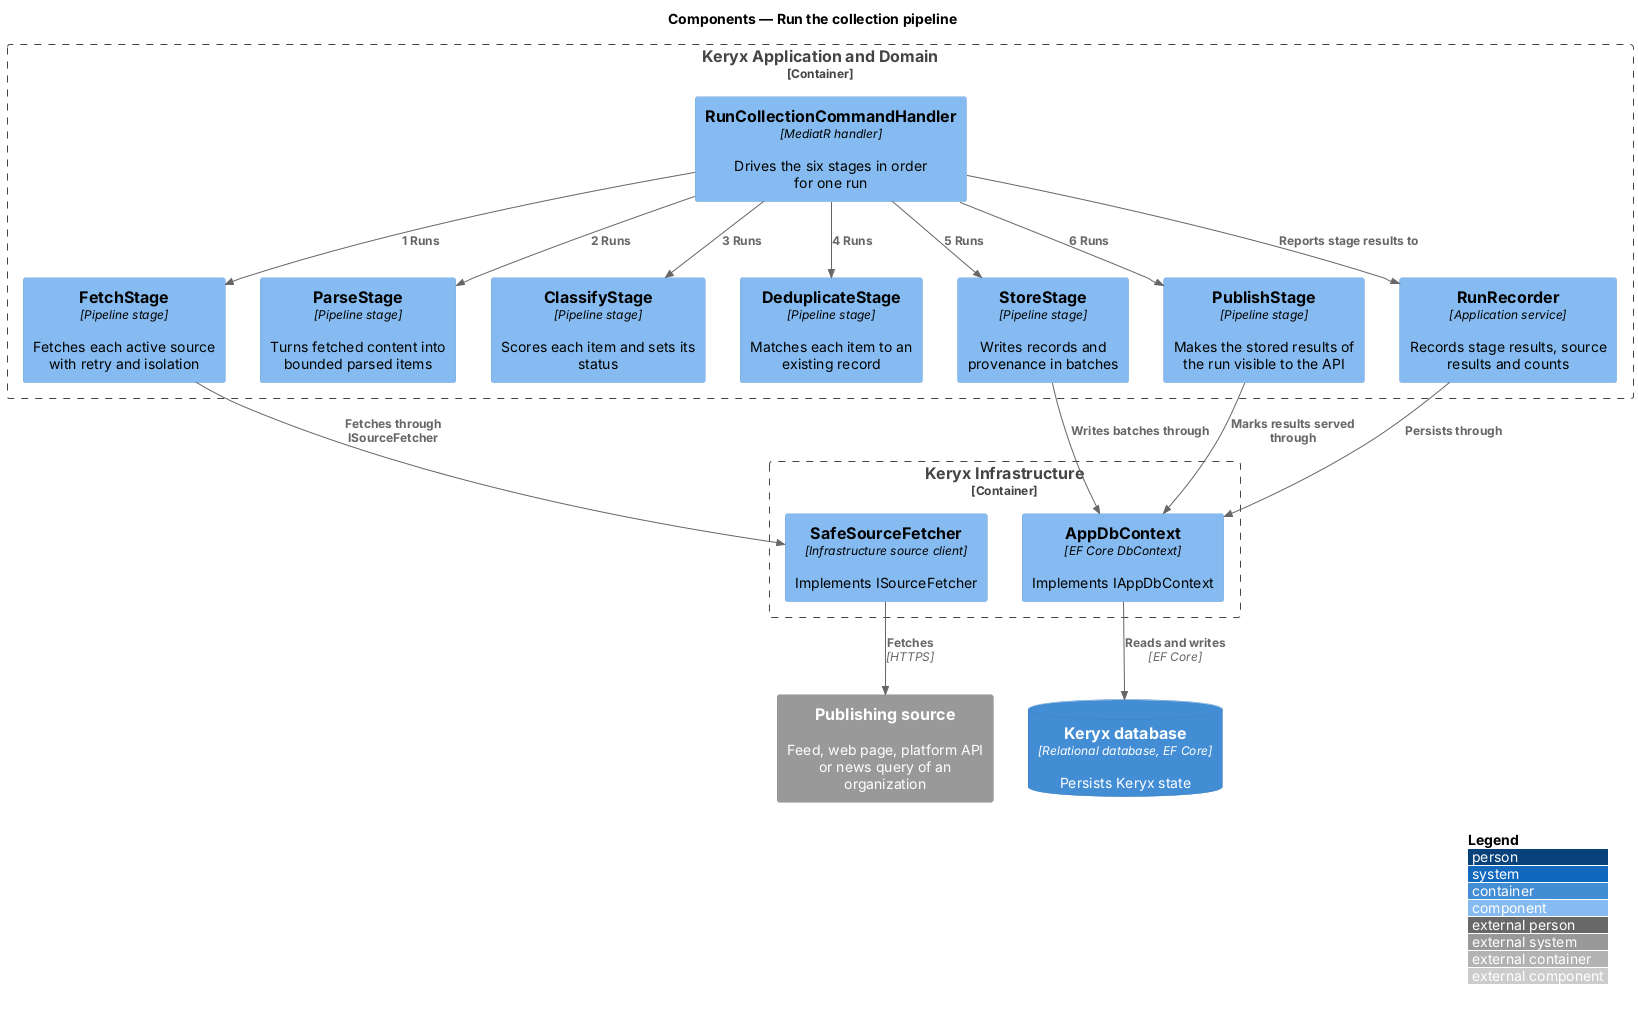 Components — Run the collection pipeline
Keryx Application and Domain
[Container]
RunCollectionCommandHandler
[MediatR handler]
Drives the six stages in order
for one run
1 Runs
2 Runs
3 Runs
4 Runs
5 Runs
6 Runs
Reports stage results to
FetchStage
[Pipeline stage]
Fetches each active source
with retry and isolation
ParseStage
[Pipeline stage]
Turns fetched content into
bounded parsed items
ClassifyStage
[Pipeline stage]
Scores each item and sets its
status
DeduplicateStage
[Pipeline stage]
Matches each item to an
existing record
StoreStage
[Pipeline stage]
Writes records and
provenance in batches
PublishStage
[Pipeline stage]
Makes the stored results of
the run visible to the API
RunRecorder
[Application service]
Records stage results, source
results and counts
Fetches through
ISourceFetcher
Writes batches through
Marks results served
through
Persists through
Keryx Infrastructure
[Container]
SafeSourceFetcher
[Infrastructure source client]
Implements ISourceFetcher
AppDbContext
[EF Core DbContext]
Implements IAppDbContext
Fetches
[HTTPS]
Reads and writes
[EF Core]
Publishing source
Feed, web page, platform API
or news query of an
organization
Keryx database
[Relational database, EF Core]
Persists Keryx state
Legend
person
system
container
component
external person
external system
external container
external component